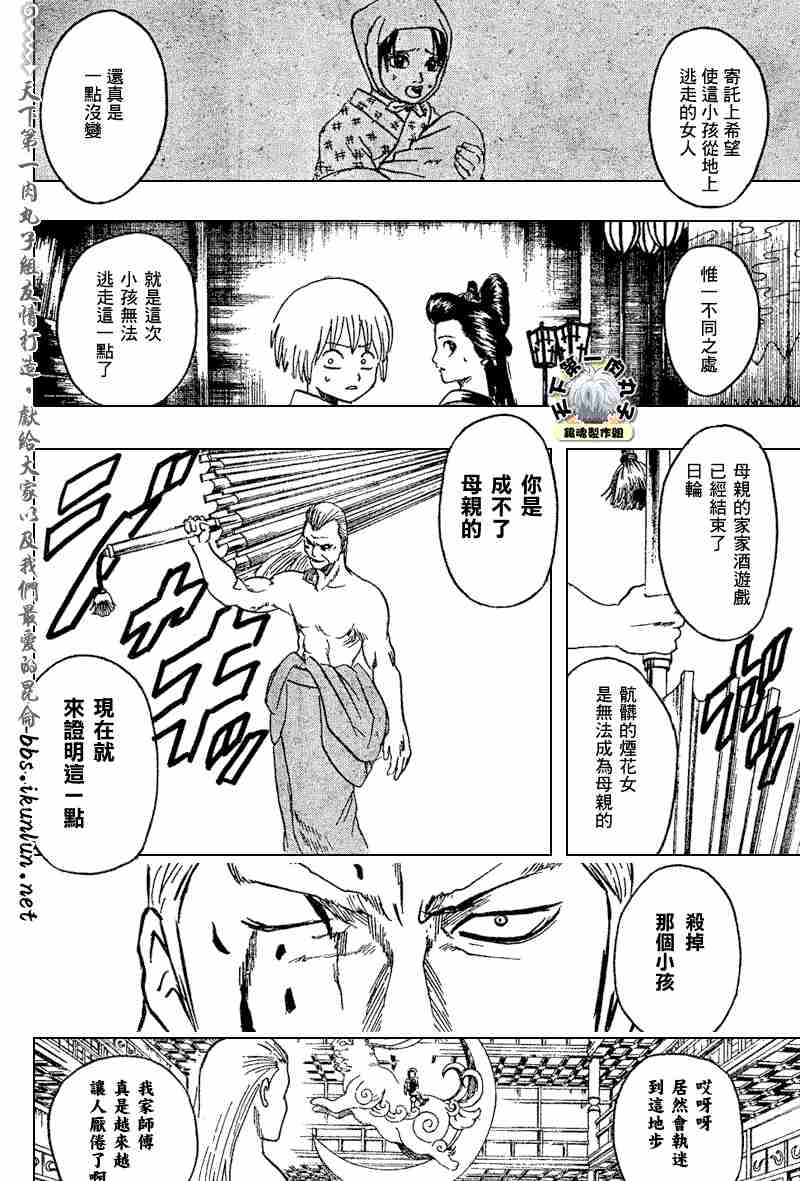 寄託上希望
使這小孩從地上
逃走的女人
還真是
一點沒變
惟一不同之處
就是這次
小孩無法
逃走這一點了
天下第一肉丸子
銀魂製作組
母親的家家酒遊戲
已經結束了
日輪
骯髒的煙花女
是無法成為母親的
你是
成不了
母親的
現在就
來證明這一點
殺掉
那個小孩
哎呀呀
居然會執迷
到這地步
我家師傅
真是越來越
讓人厭倦了啊
天下第一肉丸子組友情打造，獻給大家以及我們最愛的昆侖-bbs.ikunlun.net